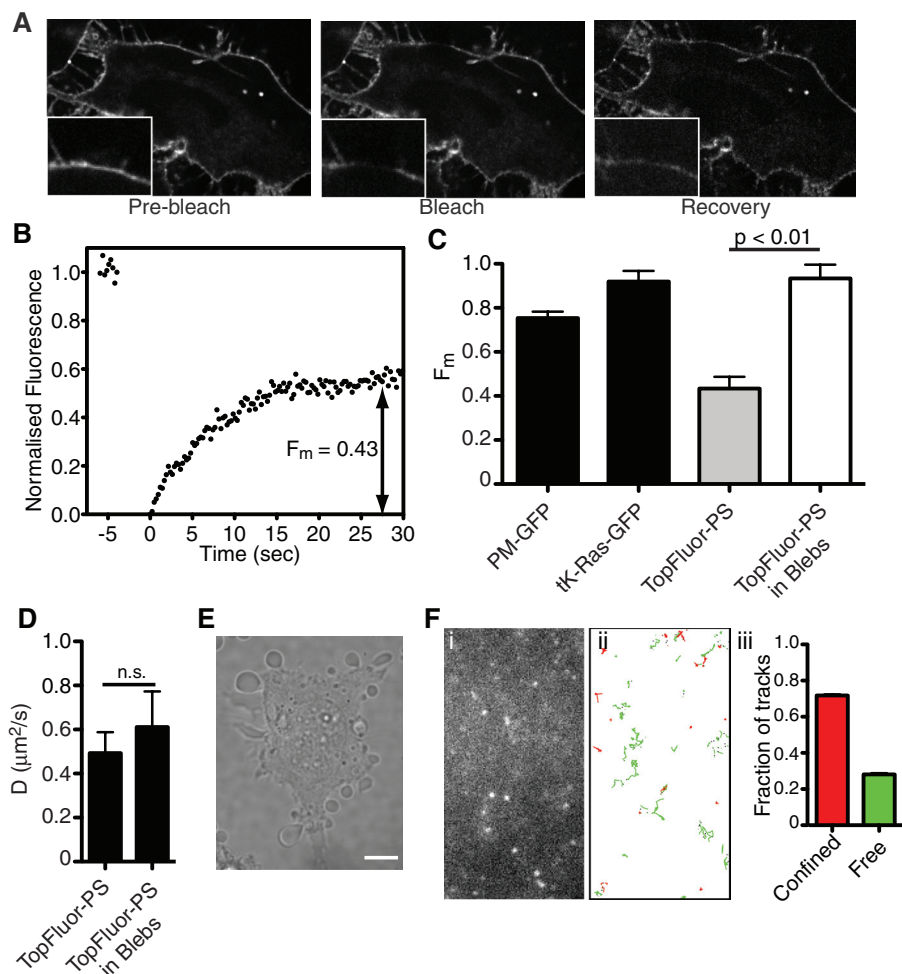 A
Pre-bleach
Bleach
Recovery
B
Normalised Fluorescence
1.0
0.8
0.6
0.4
0.2
0.0
Fm = 0.43
-5 0 5 10 15 20 25 30
Time (sec)
C
p < 0.01
Fm
1.0
0.8
0.2
0.4
0.2
0
PM-GFP
tK-Ras-GFP
TopFluor-PS
TopFluor-PS
in Blebs
D
n.s.
D (μm²/s)
1.0
0.8
0.6
0.4
0.2
0
TopFluor-PS
TopFluor-PS
in Blebs
E
F
i
ii
iii
Fraction of tracks
1.0
0.8
0.2
0.4
0.2
0
Confined
Free